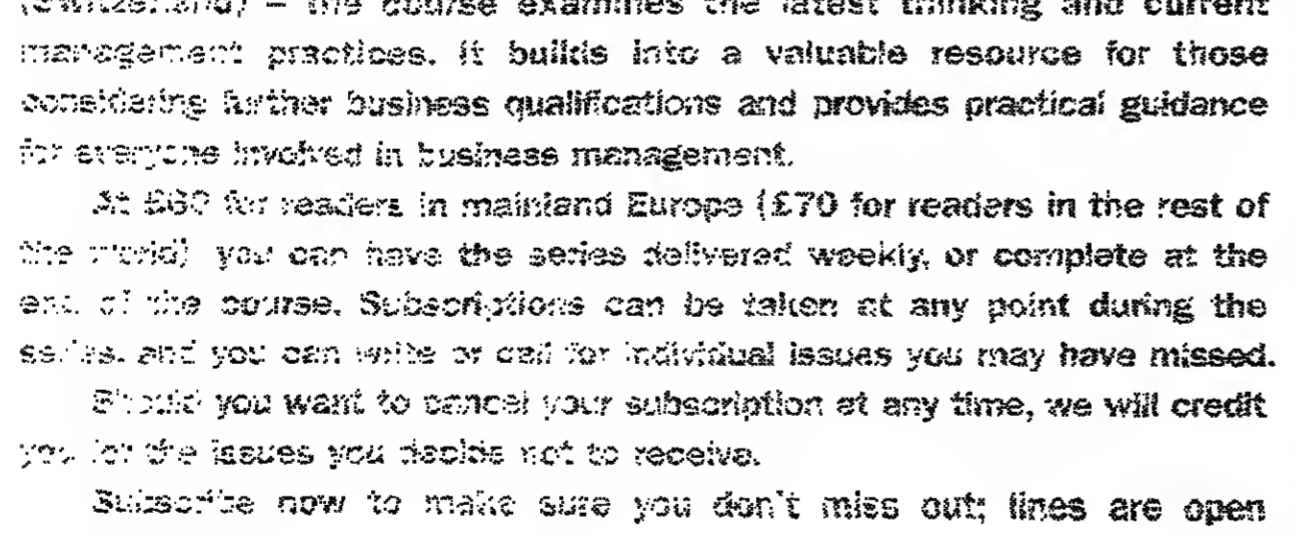 (Switzerland) – the course examines the latest thinking and current
management practices. It builds into a valuable resource for those
considering further business qualifications and provides practical guidance
for everyone involved in business management.
At £60 for readers in mainland Europe (£70 for readers in the rest of
the world) you can have the series delivered weekly, or complete at the
end of the course. Subscriptions can be taken at any point during the
series, and you can write or call for individual issues you may have missed.
Should you want to cancel your subscription at any time, we will credit
you for the issues you decide not to receive.
Subscribe now to make sure you don't miss out; lines are open